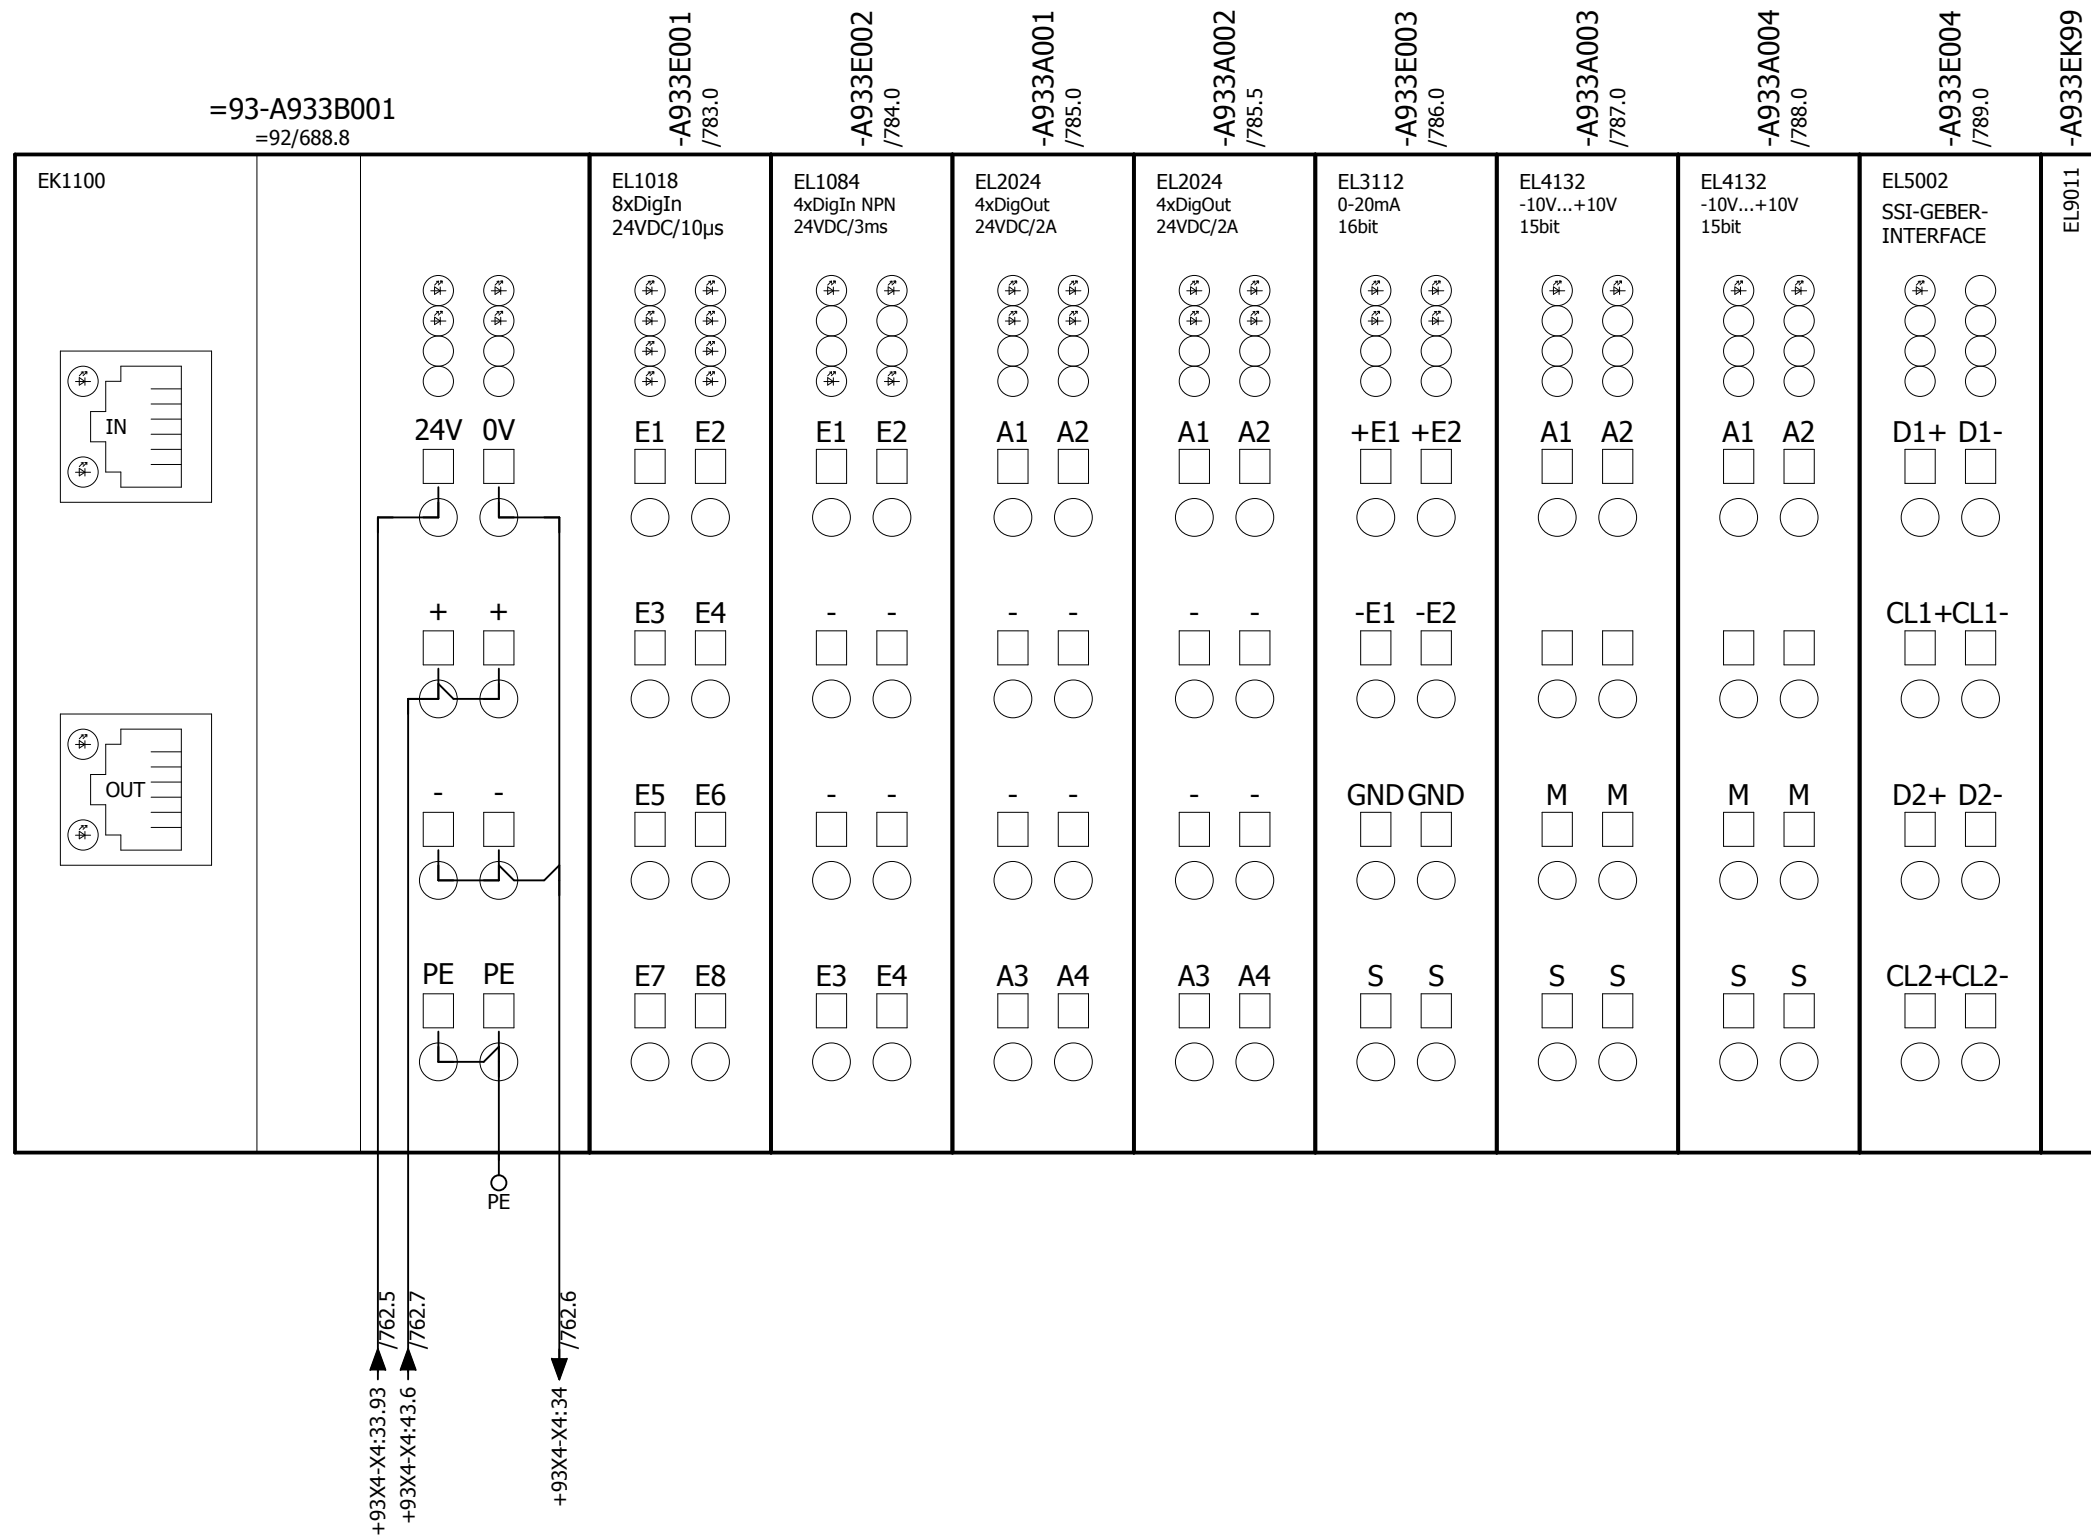 =93-A933B001
=92/688.8
-A933E001
/783.0
-A933E002
/784.0
-A933A001
/785.0
-A933A002
/785.5
-A933E003
/786.0
-A933A003
/787.0
-A933A004
/788.0
-A933E004
/789.0
-A933EK99
EK1100
EL1018
8xDigIn
24VDC/10µs
EL1084
4xDigIn NPN
24VDC/3ms
EL2024
4xDigOut
24VDC/2A
EL2024
4xDigOut
24VDC/2A
EL3112
0-20mA
16bit
EL4132
-10V...+10V
15bit
EL4132
-10V...+10V
15bit
EL5002
SSI-GEBER-
INTERFACE
EL9011
IN
OUT
24V 0V E1 E2 E1 E2 A1 A2 A1 A2 +E1 +E2 A1 A2 A1 A2 D1+ D1-
+ + E3 E4 - - - - - - -E1 -E2 CL1+ CL1-
- - E5 E6 - - - - - - GND GND M M M M D2+ D2-
PE PE E7 E8 E3 E4 A3 A4 A3 A4 S S S S S S CL2+ CL2-
PE
/762.5
/762.7
/762.6
+93X4-X4:33.93
+93X4-X4:43.6
+93X4-X4:34